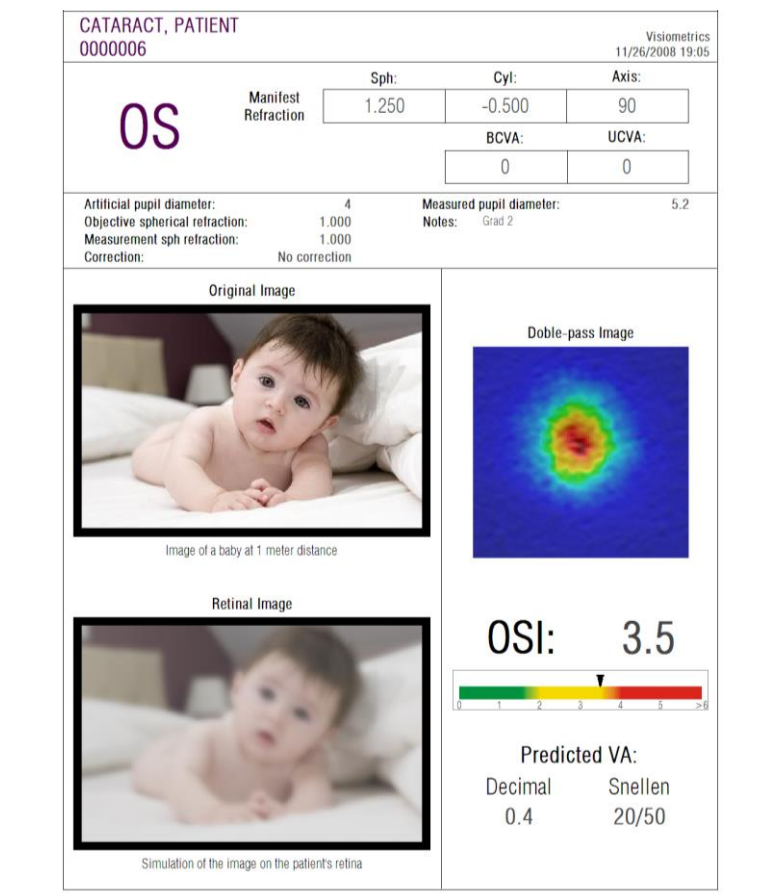 CATARACT, PATIENT
0000006
Visiometrics
11/26/2008 19:05
OS
Manifest
Refraction
Sph: Cyl: Axis:
1.250 -0.500 90
BCVA: UCVA:
0 0
Artificial pupil diameter: 4
Objective spherical refraction: 1.000
Measurement sph refraction: 1.000
Correction: No correction
Measured pupil diameter: 5.2
Notes: Grad 2
Original Image
Image of a baby at 1 meter distance
Retinal Image
Simulation of the image on the patient's retina
Doble-pass Image
OSI: 3.5
0 1 2 3 4 5 >6
Predicted VA:
Decimal Snellen
0.4 20/50